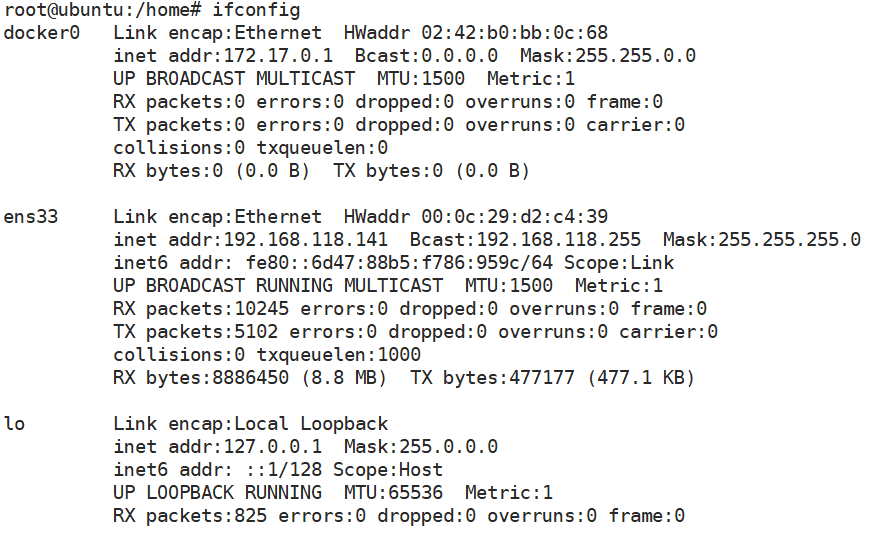 root@ubuntu:/home# ifconfig
docker0   Link encap:Ethernet  HWaddr 02:42:b0:bb:0c:68
          inet addr:172.17.0.1  Bcast:0.0.0.0  Mask:255.255.0.0
          UP BROADCAST MULTICAST  MTU:1500  Metric:1
          RX packets:0 errors:0 dropped:0 overruns:0 frame:0
          TX packets:0 errors:0 dropped:0 overruns:0 carrier:0
          collisions:0 txqueuelen:0
          RX bytes:0 (0.0 B)  TX bytes:0 (0.0 B)

ens33     Link encap:Ethernet  HWaddr 00:0c:29:d2:c4:39
          inet addr:192.168.118.141  Bcast:192.168.118.255  Mask:255.255.255.0
          inet6 addr: fe80::6d47:88b5:f786:959c/64 Scope:Link
          UP BROADCAST RUNNING MULTICAST  MTU:1500  Metric:1
          RX packets:10245 errors:0 dropped:0 overruns:0 frame:0
          TX packets:5102 errors:0 dropped:0 overruns:0 carrier:0
          collisions:0 txqueuelen:1000
          RX bytes:8886450 (8.8 MB)  TX bytes:477177 (477.1 KB)

lo        Link encap:Local Loopback
          inet addr:127.0.0.1  Mask:255.0.0.0
          inet6 addr: ::1/128 Scope:Host
          UP LOOPBACK RUNNING  MTU:65536  Metric:1
          RX packets:825 errors:0 dropped:0 overruns:0 frame:0